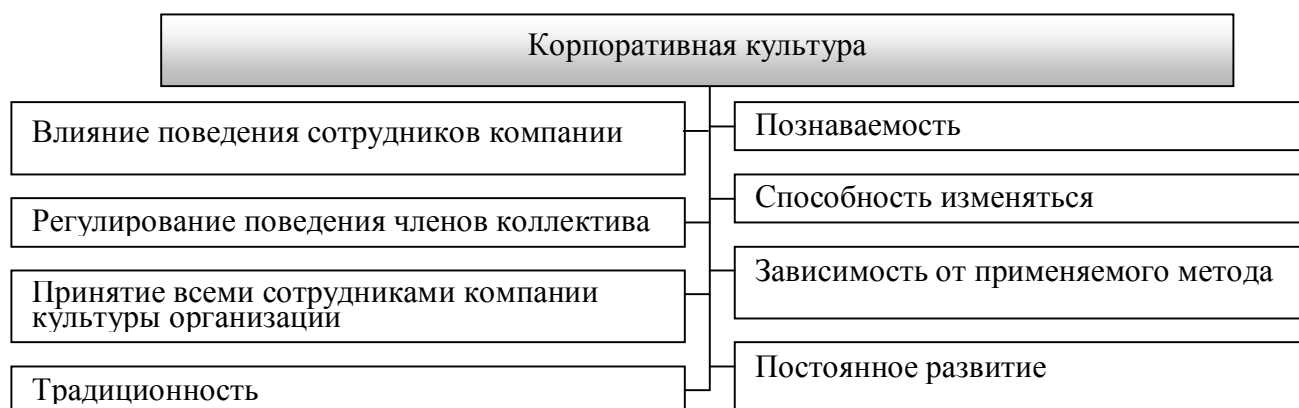 Корпоративная культура
Влияние поведения сотрудников компании
Познаваемость
Регулирование поведения членов коллектива
Способность изменяться
Принятие всеми сотрудниками компании
культуры организации
Зависимость от применяемого метода
Традиционность
Постоянное развитие